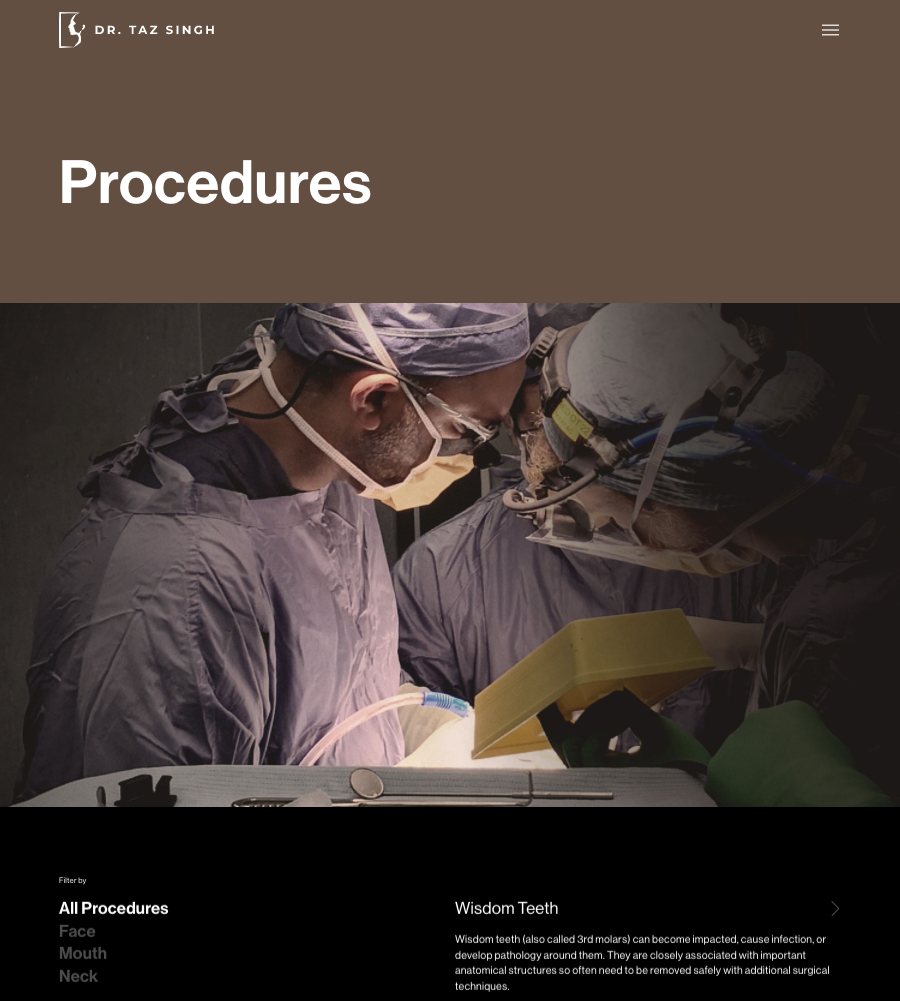 DR. TAZ SINGH
Procedures
Filter by
All Procedures
Face
Mouth
Neck
Wisdom Teeth
Wisdom teeth (also called 3rd molars) can become impacted, cause infection, or
develop pathology around them. They are closely associated with important
anatomical structures so often need to be removed safely with additional surgical
techniques.